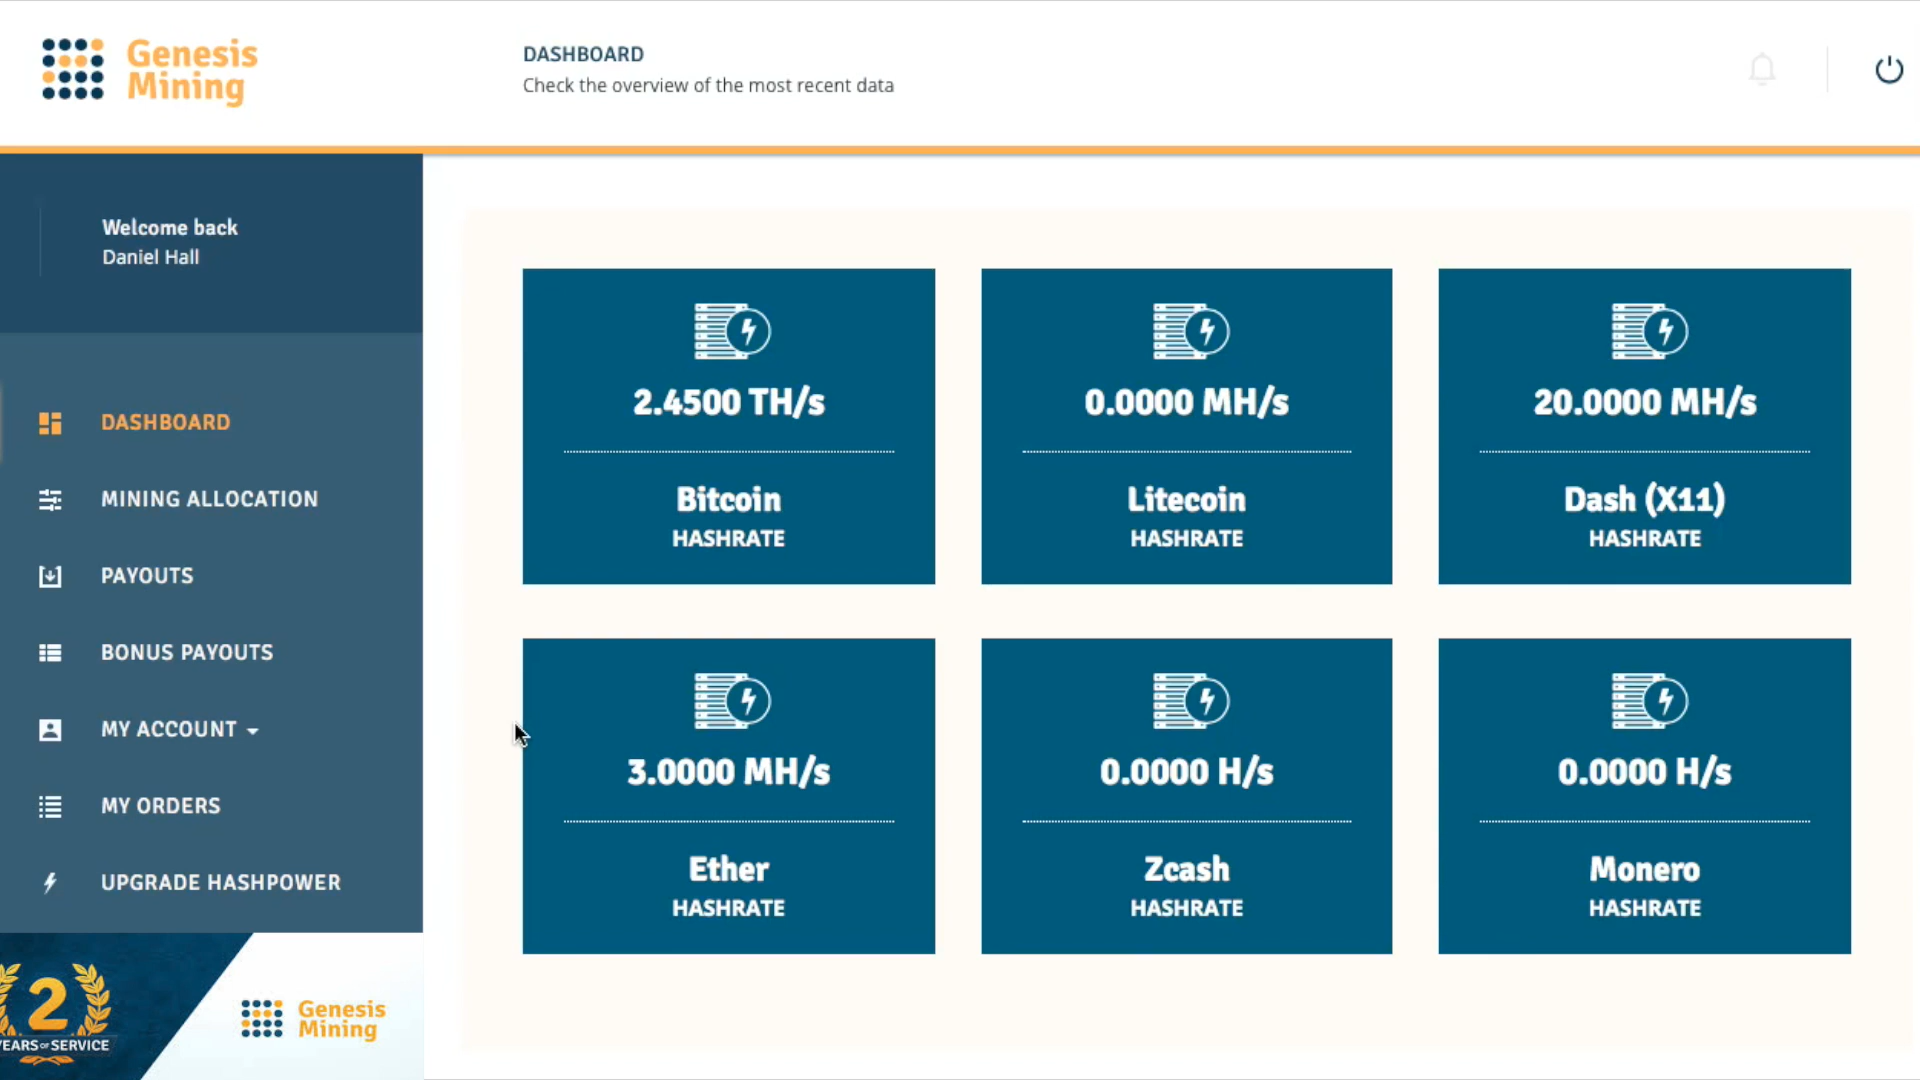 Genesis
Mining
DASHBOARD
Check the overview of the most recent data
Welcome back
Daniel Hall
DASHBOARD
MINING ALLOCATION
PAYOUTS
BONUS PAYOUTS
MY ACCOUNT
MY ORDERS
UPGRADE HASHPOWER
2.4500 TH/s
Bitcoin
HASHRATE
0.0000 MH/s
Litecoin
HASHRATE
20.0000 MH/s
Dash (X11)
HASHRATE
3.0000 MH/s
Ether
HASHRATE
0.0000 H/s
Zcash
HASHRATE
0.0000 H/s
Monero
HASHRATE
2
YEARS OF SERVICE
Genesis
Mining